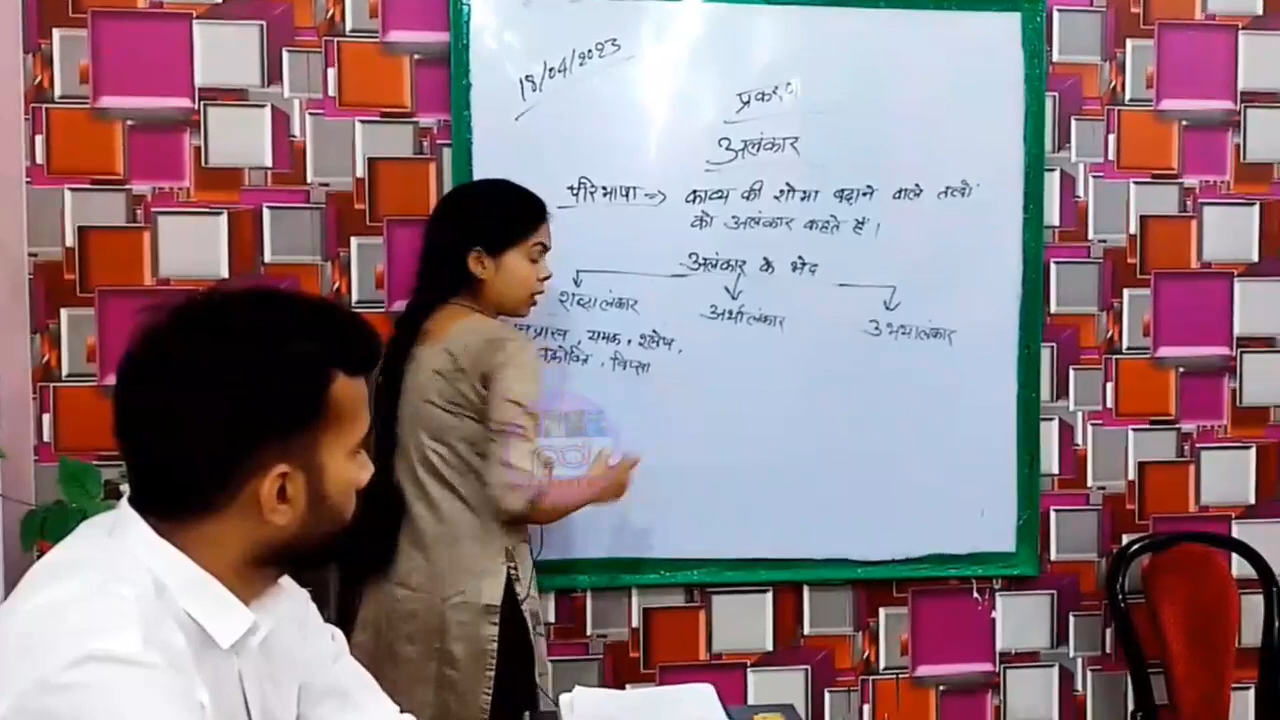 18/04/2023
प्रकरण
अलंकार
परिभाषा => काव्य की शोभा बढ़ाने वाले तत्वों
को अलंकार कहते हैं।
अलंकार के भेद
शब्दालंकार अर्थालंकार उभयालंकार
यमक, श्लेष,
विप्सा